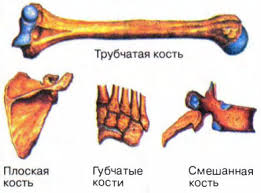 Трубчатая кость
Плоская
кость
Губчатые
кости
Смешанная
кость